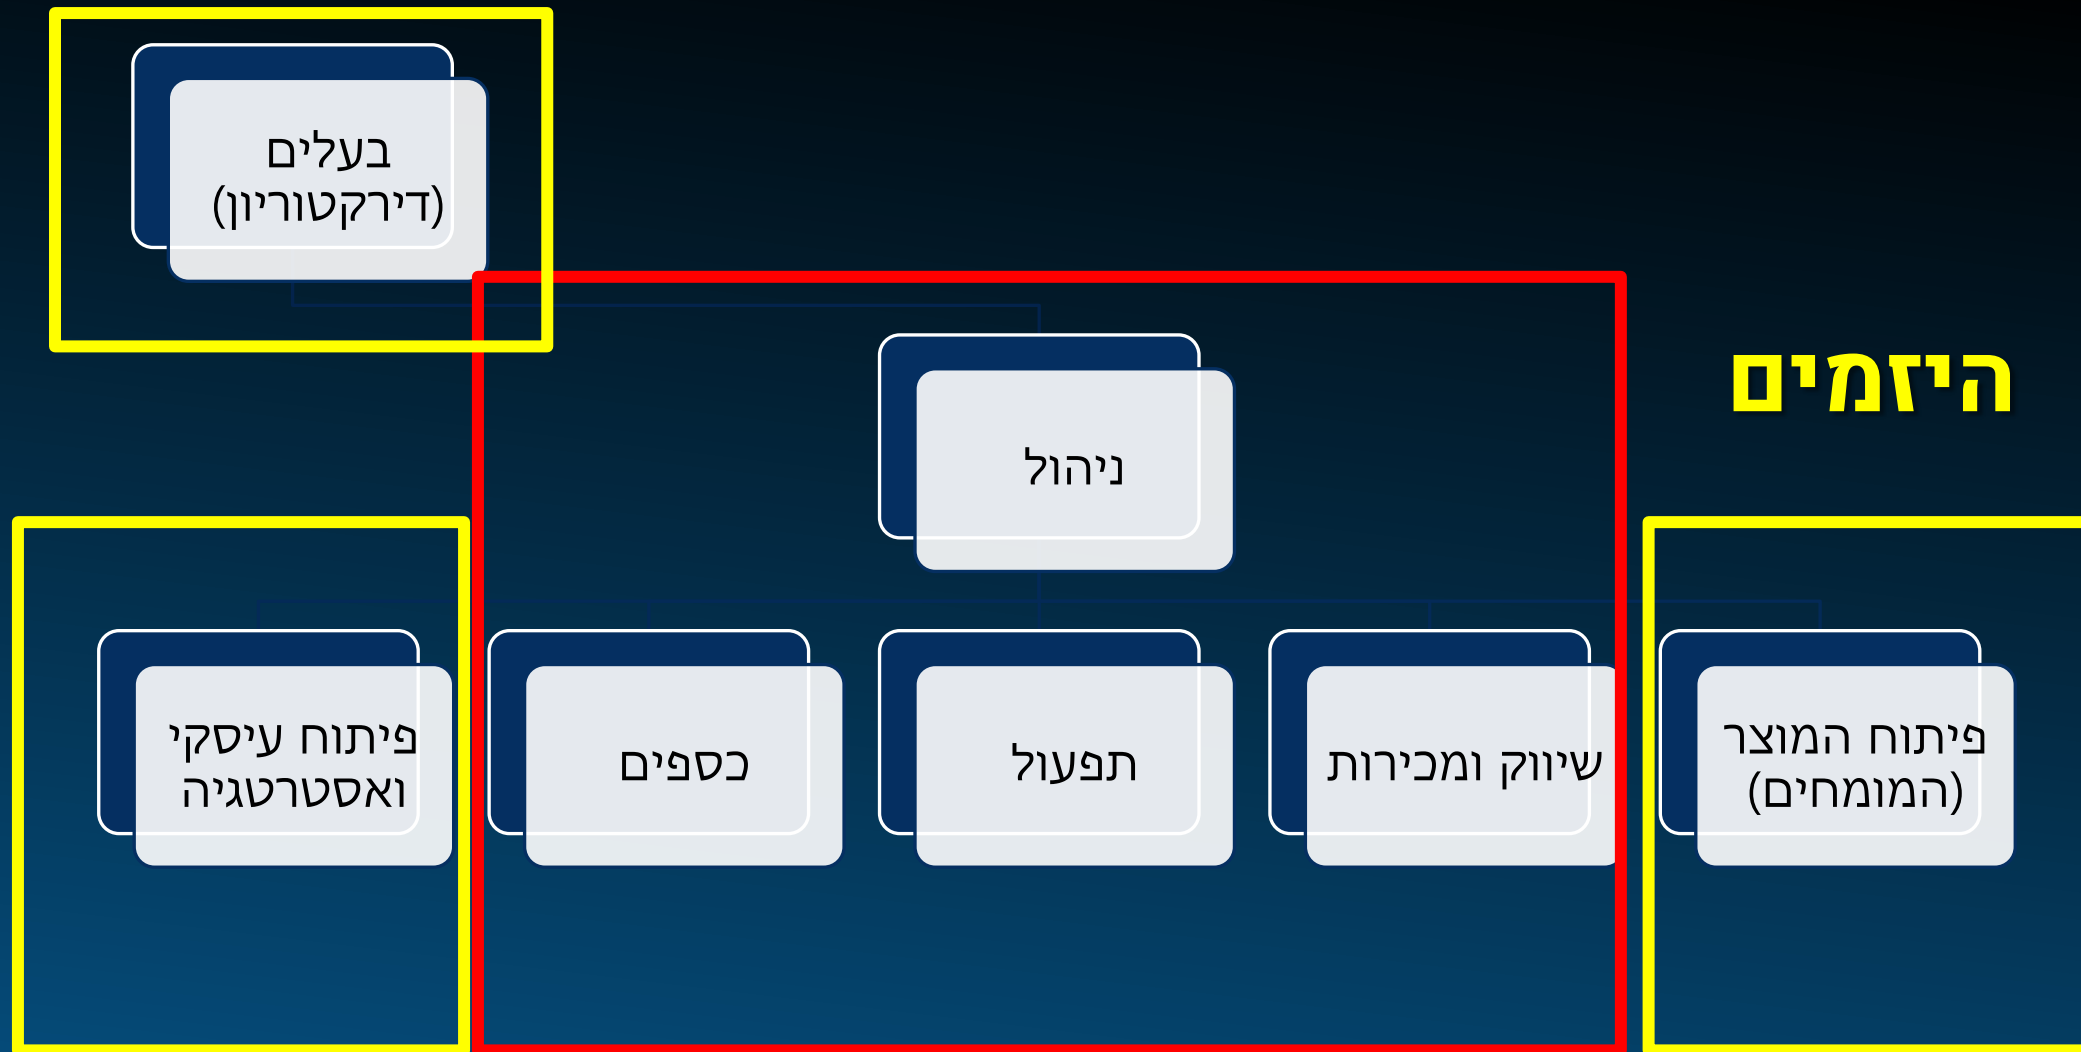 בעלים
(דירקטוריון)
היזמים
ניהול
פיתוח המוצר
(המומחים)
שיווק ומכירות
תפעול
כספים
פיתוח עיסקי
ואסטרטגיה